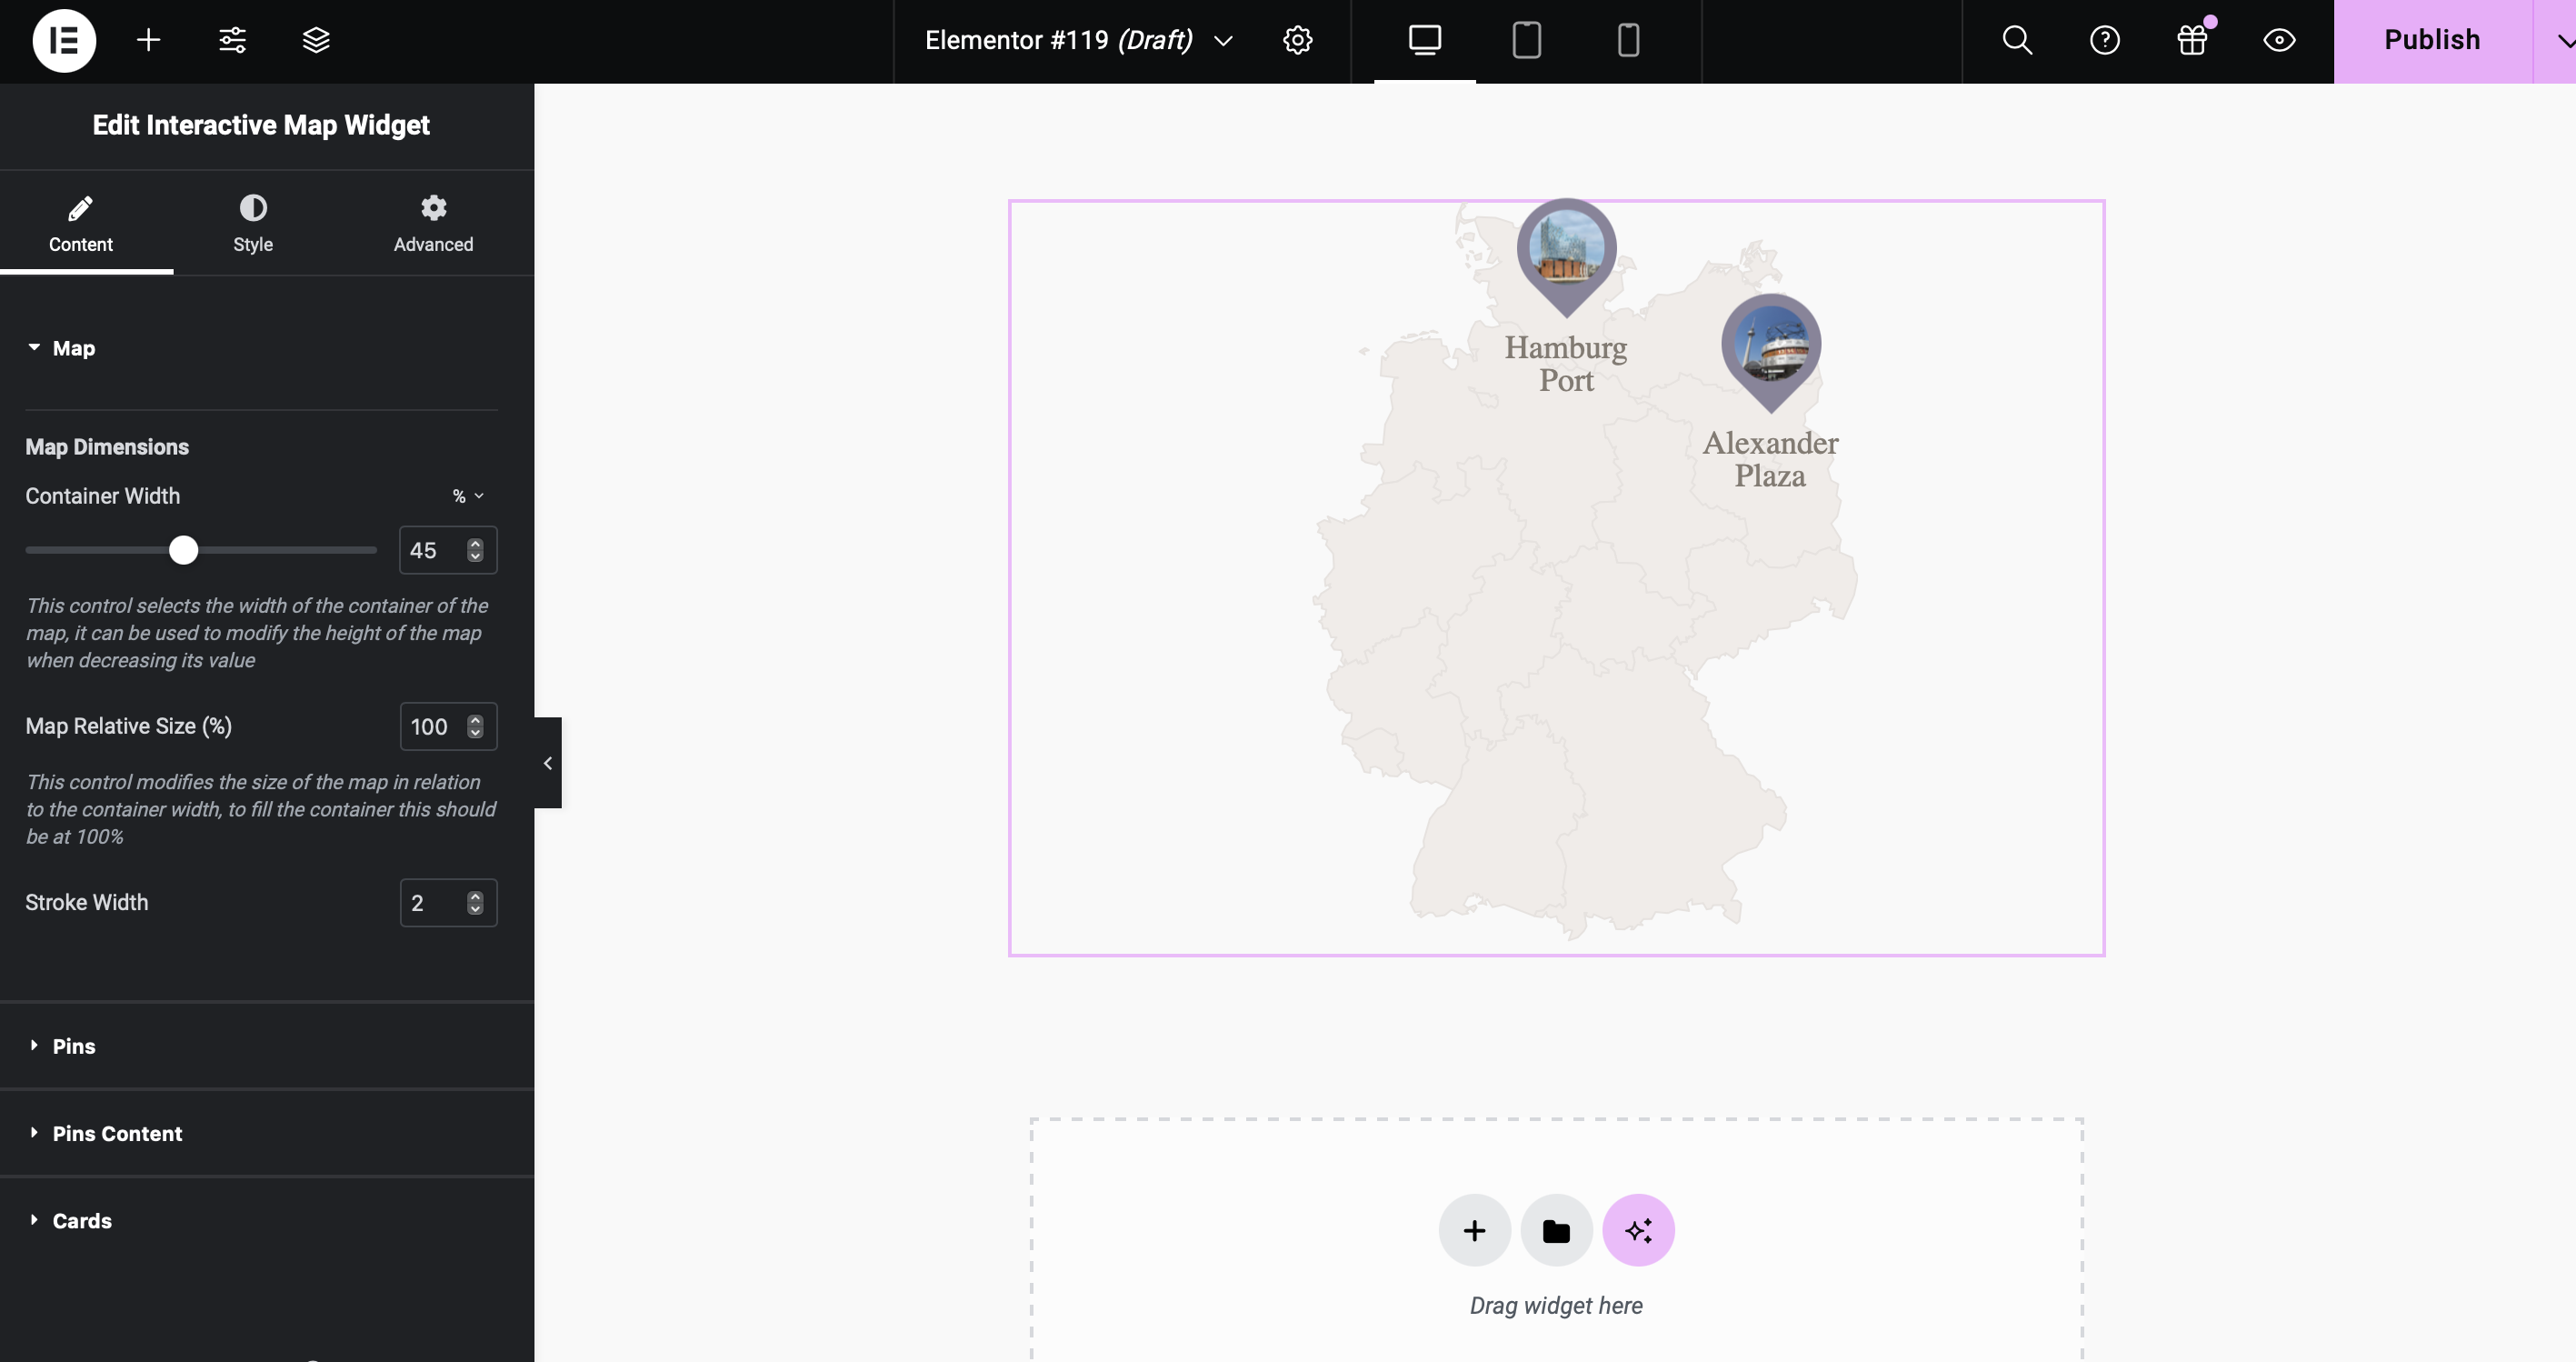 Elementor #119 (Draft)
Publish
Edit Interactive Map Widget
Content
Style
Advanced
Map
Map Dimensions
Container Width
%
45
This control selects the width of the container of the
map, it can be used to modify the height of the map
when decreasing its value
Map Relative Size (%)
100
This control modifies the size of the map in relation
to the container width, to fill the container this should
be at 100%
Stroke Width
2
Pins
Pins Content
Cards
Hamburg
Port
Alexander
Plaza
Drag widget here